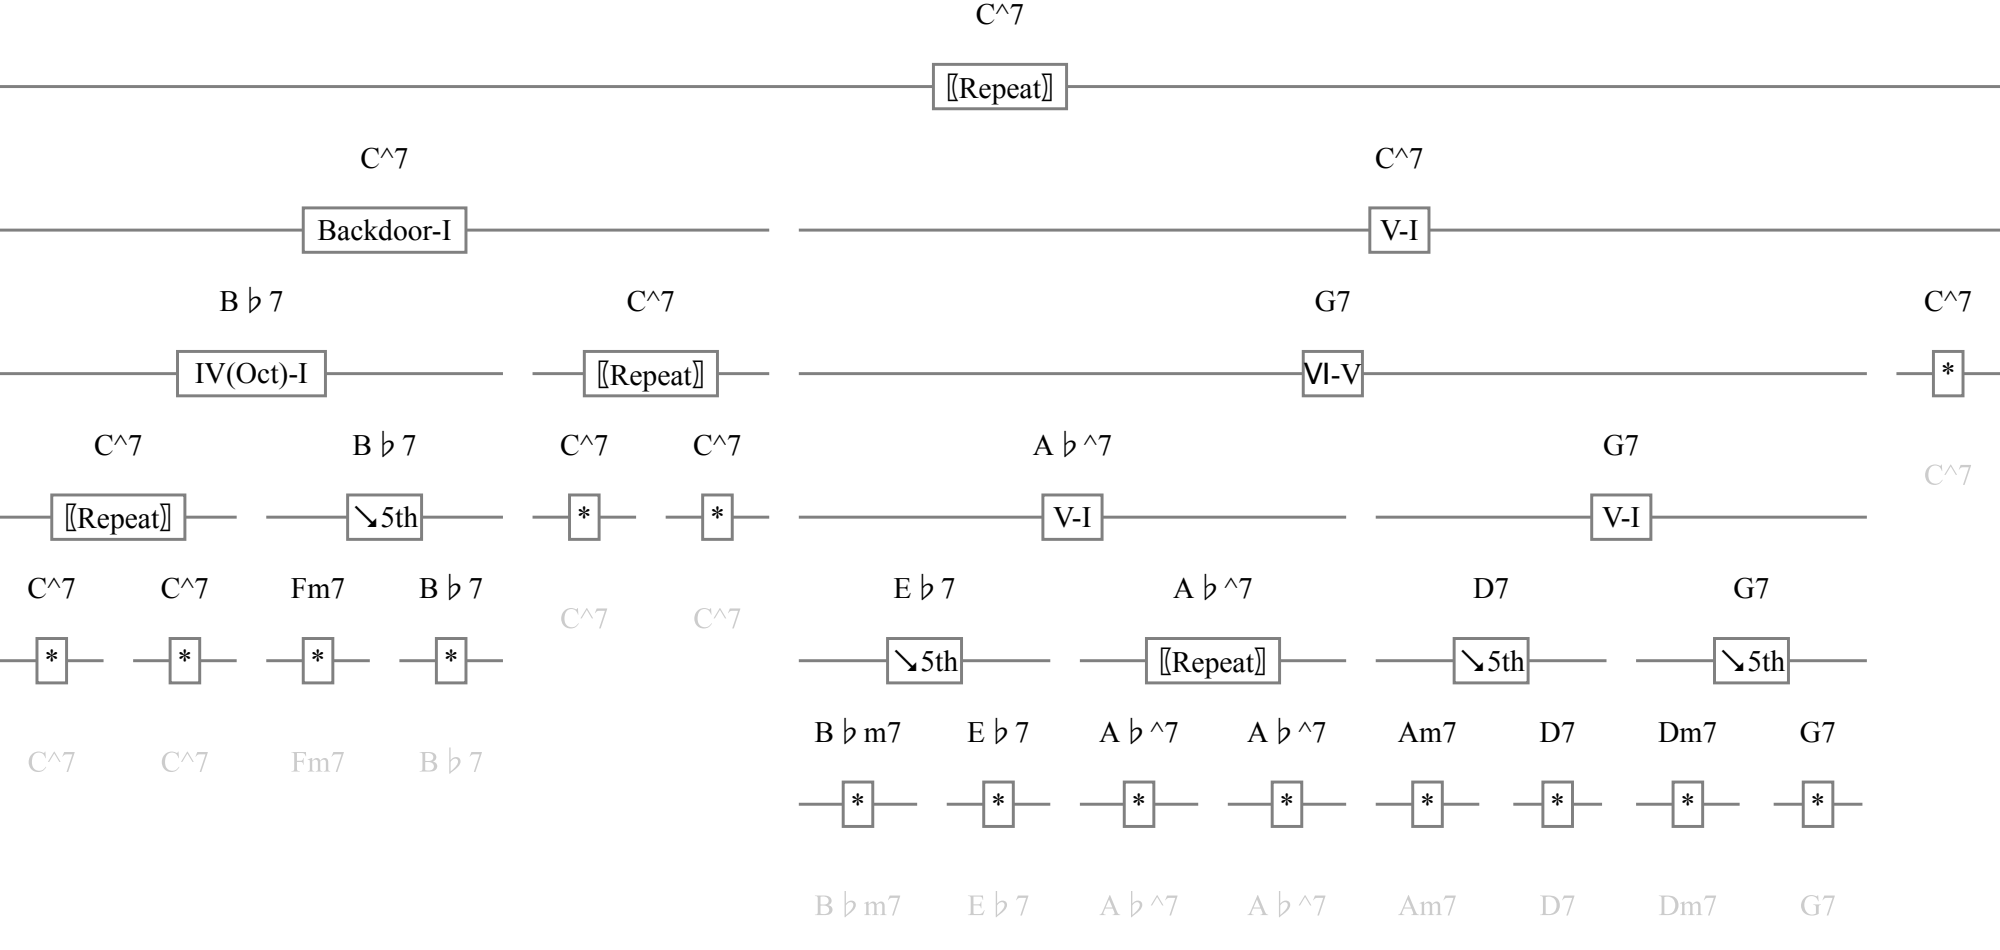 C^7
〚Repeat〛
C^7 C^7
Backdoor-I V-I
B♭7 C^7 G7 C^7
IV(Oct)-I 〚Repeat〛 Ⅵ-V *
C^7 B♭7 C^7 C^7 A♭^7 G7
C^7
〚Repeat〛 ↘5th * * V-I V-I
C^7 C^7 Fm7 B♭7 E♭7 A♭^7 D7 G7
C^7 C^7
* * * * ↘5th 〚Repeat〛 ↘5th ↘5th
B♭m7 E♭7 A♭^7 A♭^7 Am7 D7 Dm7 G7
C^7 C^7 Fm7 B♭7
* * * * * * * *
B♭m7 E♭7 A♭^7 A♭^7 Am7 D7 Dm7 G7